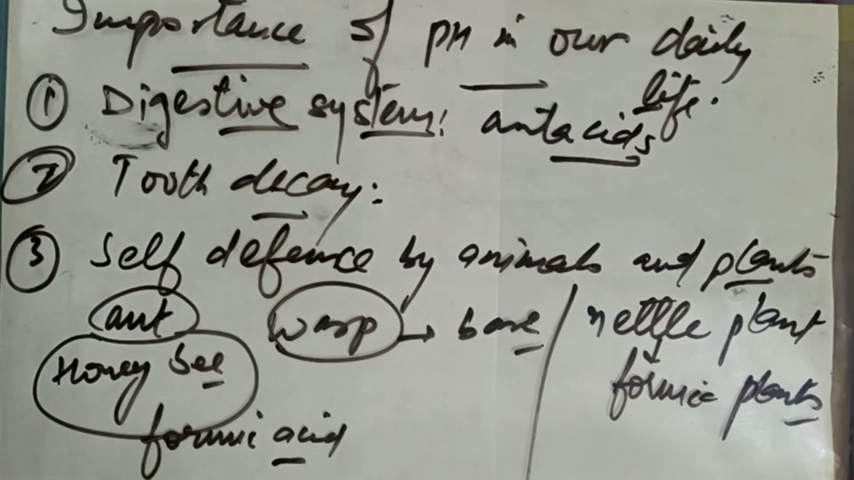 Importance of pH in our daily
life.
① Digestive system: antacids
② Tooth decay:
③ Self defence by animals and plants
ant wasp → base / nettle plant
Honey bee formic plants
formic acid